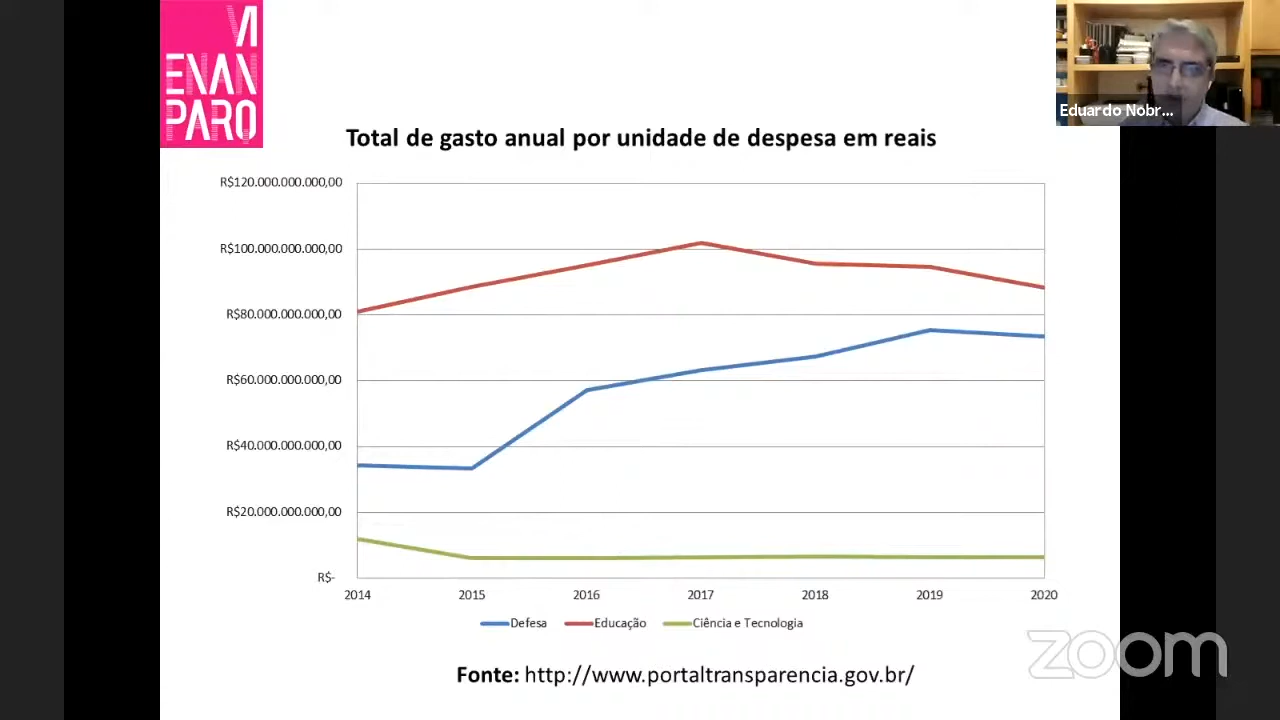 VI
ENAN
PARQ
Eduardo Nobr...
Total de gasto anual por unidade de despesa em reais
R$120.000.000.000,00
R$100.000.000.000,00
R$80.000.000.000,00
R$60.000.000.000,00
R$40.000.000.000,00
R$20.000.000.000,00
R$-
2014 2015 2016 2017 2018 2019 2020
Defesa Educação Ciência e Tecnologia
zoom
Fonte: http://www.portaltransparencia.gov.br/